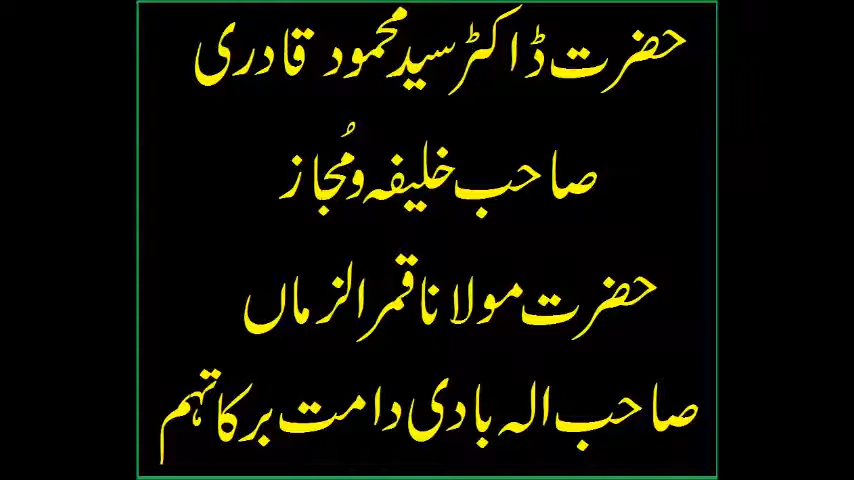 حضرت ڈاکٹر سید محمود قادری
صاحب خلیفہ و مُجاز
حضرت مولانا قمر الزماں
صاحب الہ بادی دامت برکاتہم